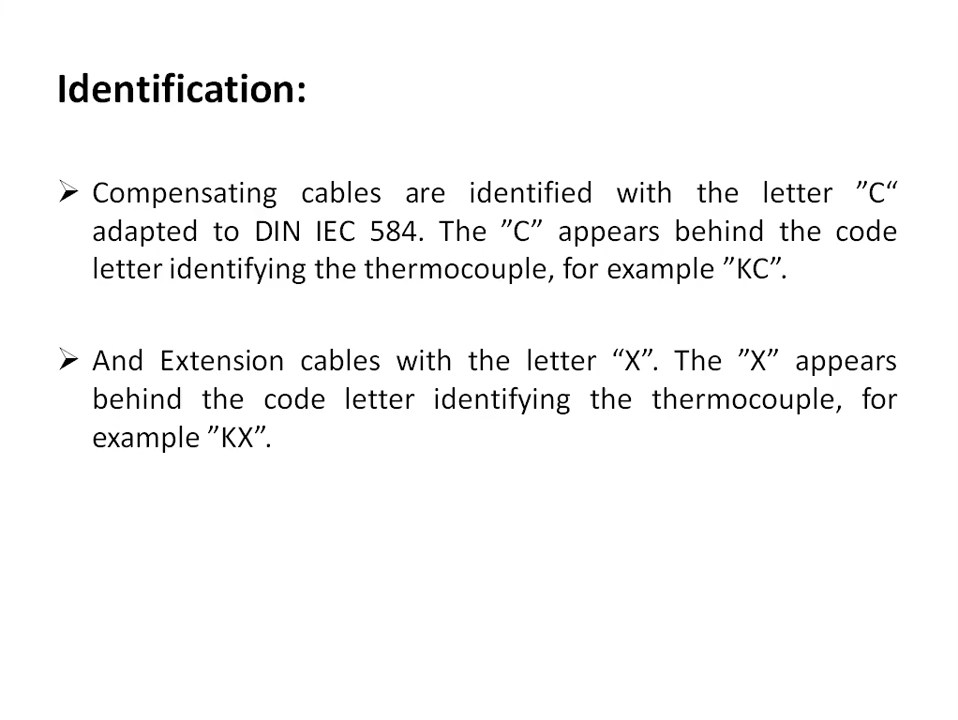 Identification:
➢ Compensating cables are identified with the letter ”C“
adapted to DIN IEC 584. The ”C” appears behind the code
letter identifying the thermocouple, for example ”KC”.
➢ And Extension cables with the letter “X”. The ”X” appears
behind the code letter identifying the thermocouple, for
example ”KX”.